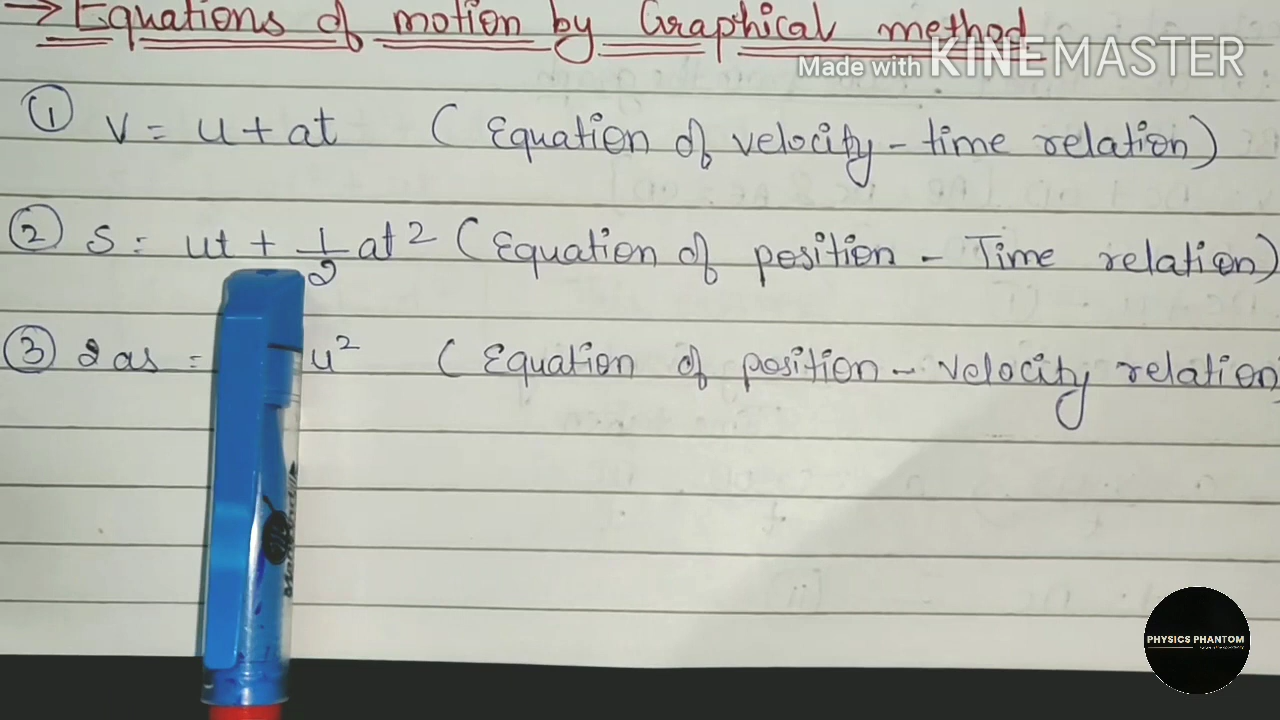 → Equations of motion by Graphical method
Made with KINEMASTER
① v = u + at ( Equation of velocity - time relation )
② s = ut + 1/2 at² ( Equation of position - Time relation )
③ 2as = u² ( Equation of position - velocity relation
PHYSICS PHANTOM